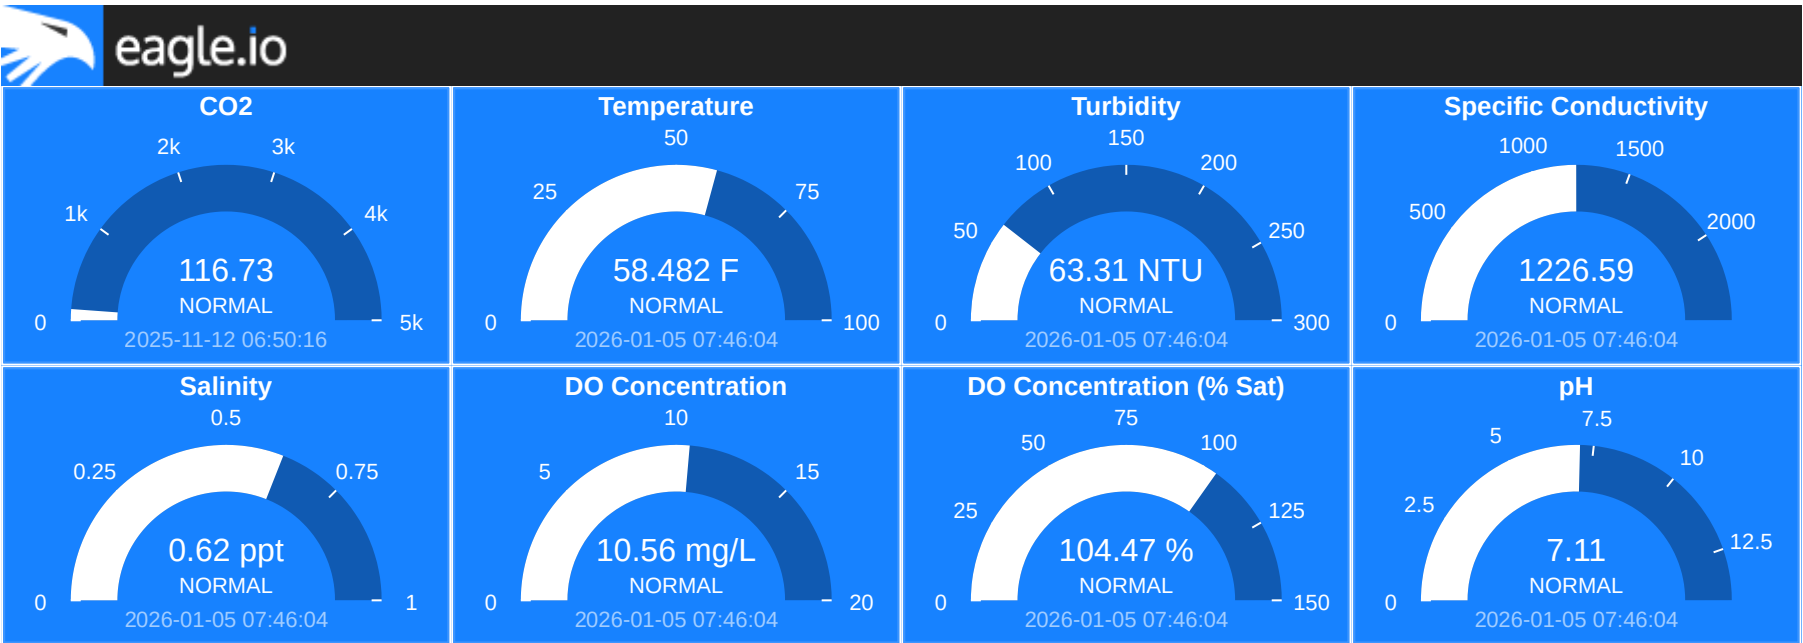 eagle.io
CO2
0
1k
2k
3k
4k
5k
116.73
NORMAL
2025-11-12 06:50:16
Temperature
0
25
50
75
100
58.482 F
NORMAL
2026-01-05 07:46:04
Turbidity
0
50
100
150
200
250
300
63.31 NTU
NORMAL
2026-01-05 07:46:04
Specific Conductivity
0
500
1000
1500
2000
1226.59
NORMAL
2026-01-05 07:46:04
Salinity
0
0.25
0.5
0.75
1
0.62 ppt
NORMAL
2026-01-05 07:46:04
DO Concentration
0
5
10
15
20
10.56 mg/L
NORMAL
2026-01-05 07:46:04
DO Concentration (% Sat)
0
25
50
75
100
125
150
104.47 %
NORMAL
2026-01-05 07:46:04
pH
0
2.5
5
7.5
10
12.5
7.11
NORMAL
2026-01-05 07:46:04